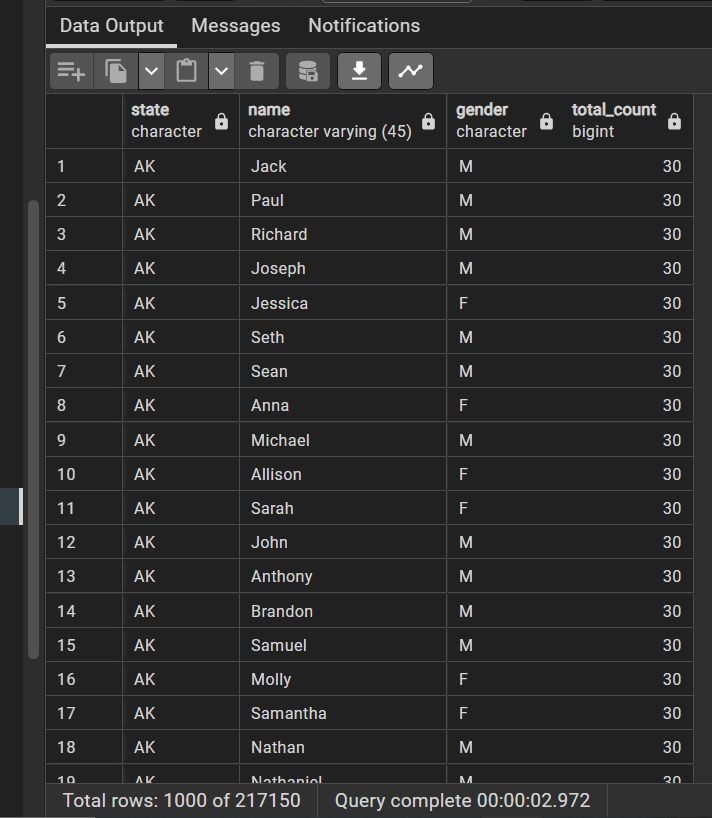 Data Output Messages Notifications
state name gender total_count
character character varying (45) character bigint
1 AK Jack M 30
2 AK Paul M 30
3 AK Richard M 30
4 AK Joseph M 30
5 AK Jessica F 30
6 AK Seth M 30
7 AK Sean M 30
8 AK Anna F 30
9 AK Michael M 30
10 AK Allison F 30
11 AK Sarah F 30
12 AK John M 30
13 AK Anthony M 30
14 AK Brandon M 30
15 AK Samuel M 30
16 AK Molly F 30
17 AK Samantha F 30
18 AK Nathan M 30
19 AK Nathaniel M 30
Total rows: 1000 of 217150 Query complete 00:00:02.972